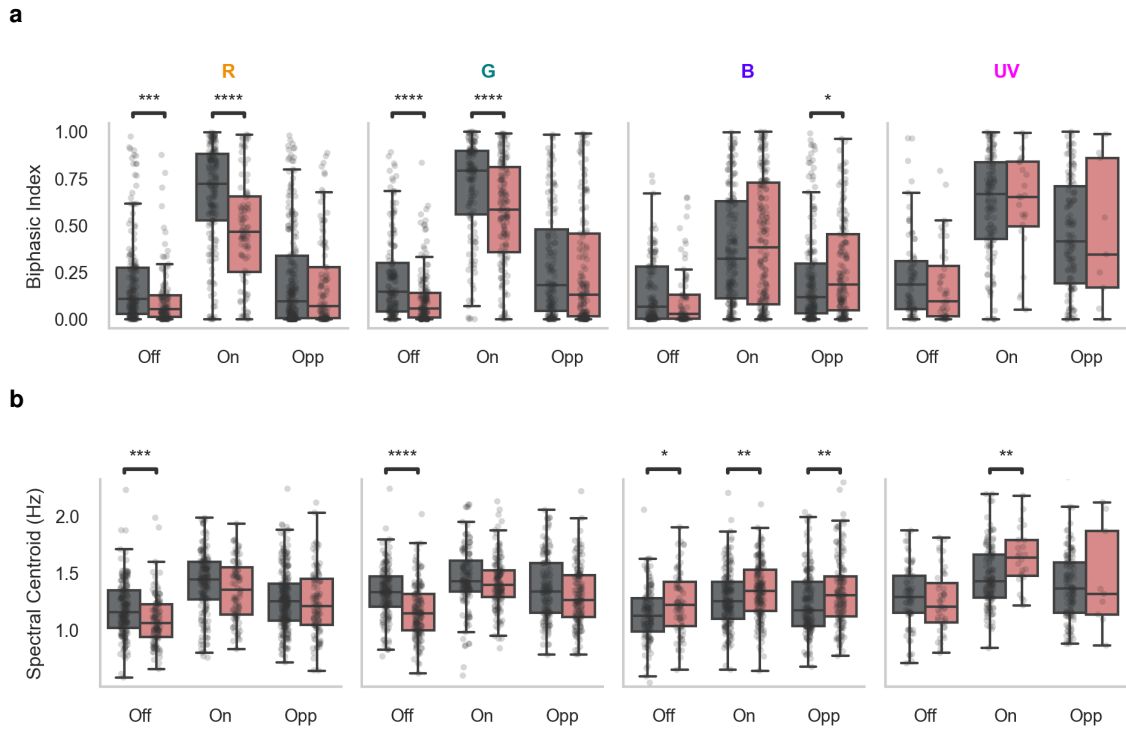 a
R G B UV
*** **** **** **** *
Biphasic Index
1.00
0.75
0.50
0.25
0.00
Off On Opp Off On Opp Off On Opp Off On Opp
b
*** **** * ** ** **
Spectral Centroid (Hz)
2.0
1.5
1.0
Off On Opp Off On Opp Off On Opp Off On Opp